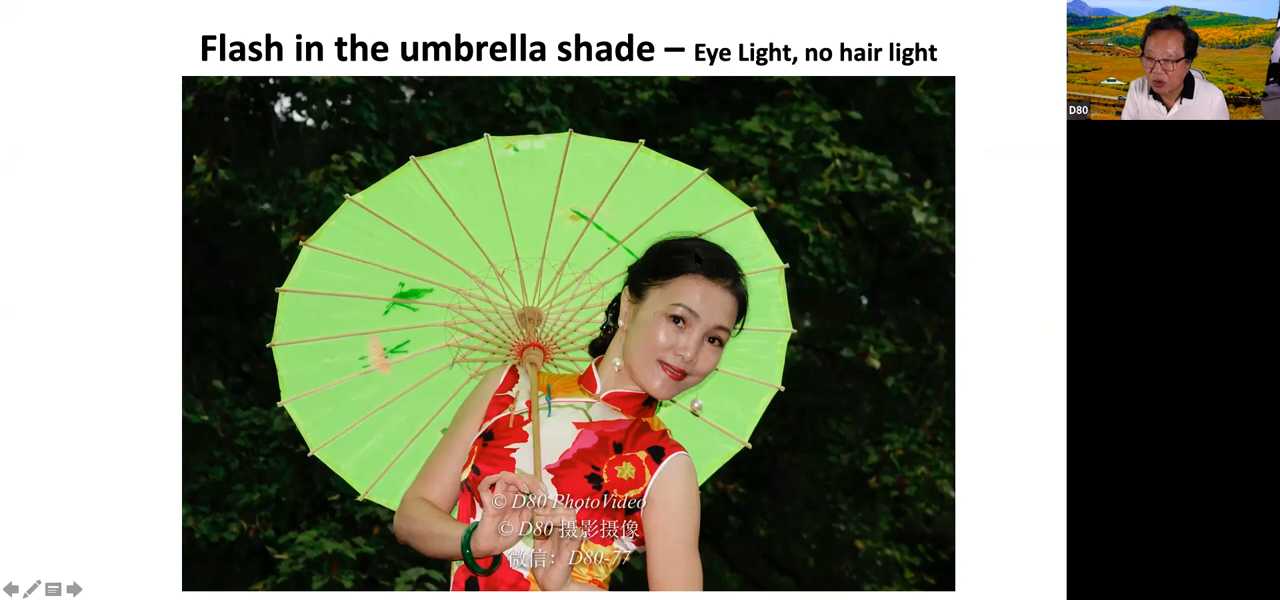 Flash in the umbrella shade – Eye Light, no hair light
D80
© D80 PhotoVideo
© D80 摄影摄像
微信：D80-77